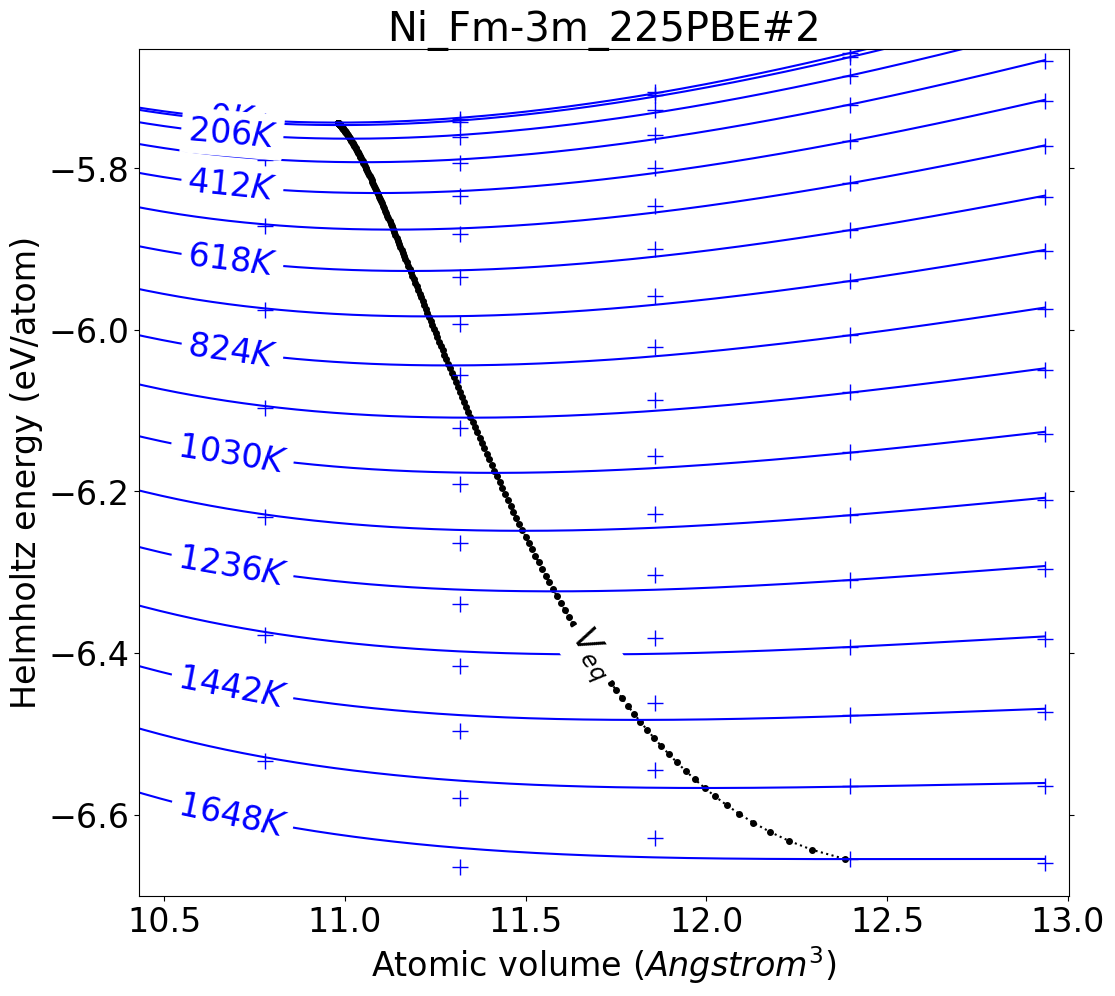 Ni_Fm-3m_225PBE#2
Helmholtz energy (eV/atom)
−5.8
−6.0
−6.2
−6.4
−6.6
0K
206K
412K
618K
824K
1030K
1236K
1442K
1648K
V_eq
10.5 11.0 11.5 12.0 12.5 13.0
Atomic volume (Angstrom³)